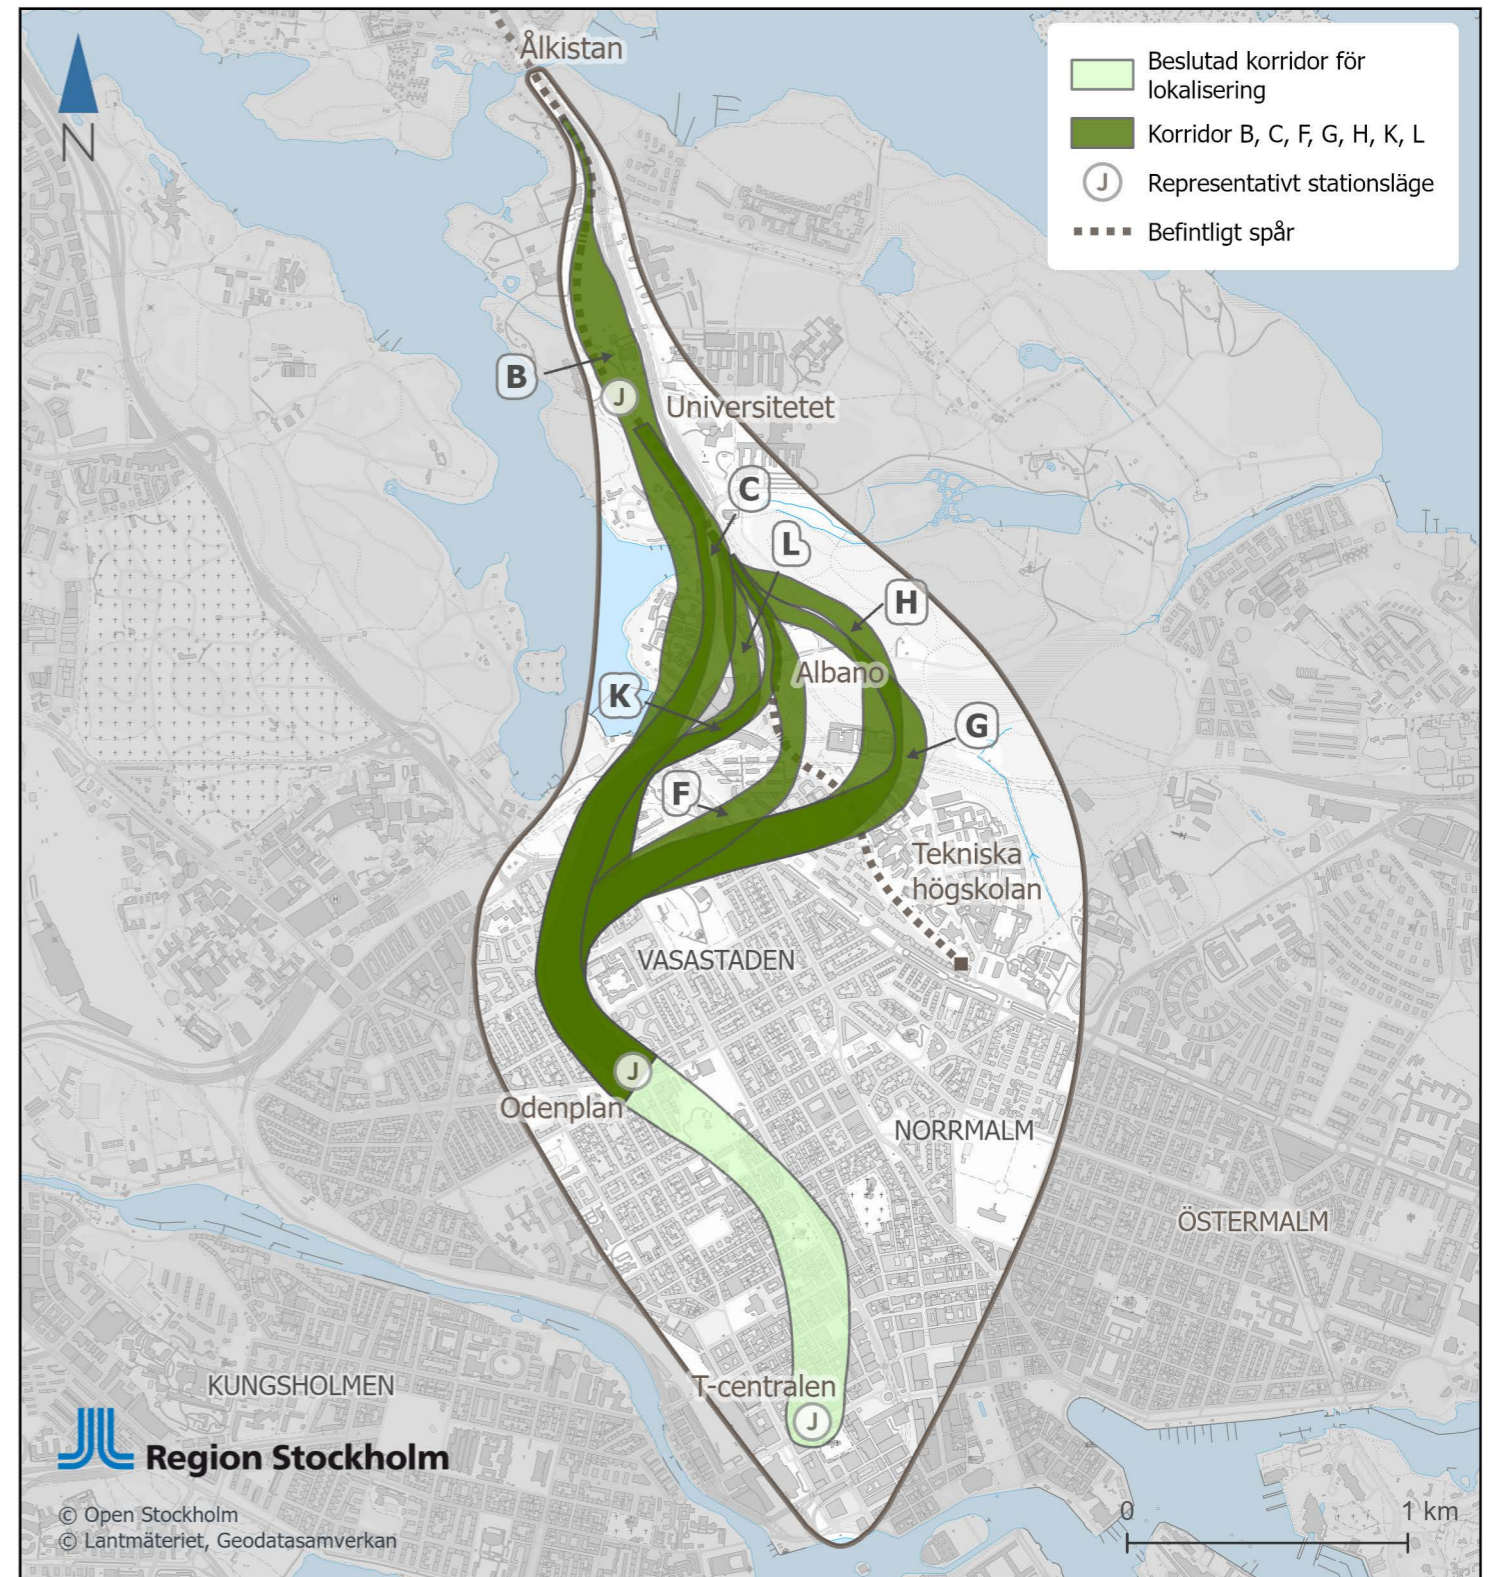 Ålkistan
N
Beslutad korridor för
lokalisering
Korridor B, C, F, G, H, K, L
J
Representativt stationsläge
Befintligt spår
B
J
Universitetet
C
L
H
Albano
K
G
F
Tekniska
högskolan
VASASTADEN
J
Odenplan
NORRMALM
ÖSTERMALM
T-centralen
J
KUNGSHOLMEN
Region Stockholm
© Open Stockholm
© Lantmäteriet, Geodatasamverkan
0
1 km